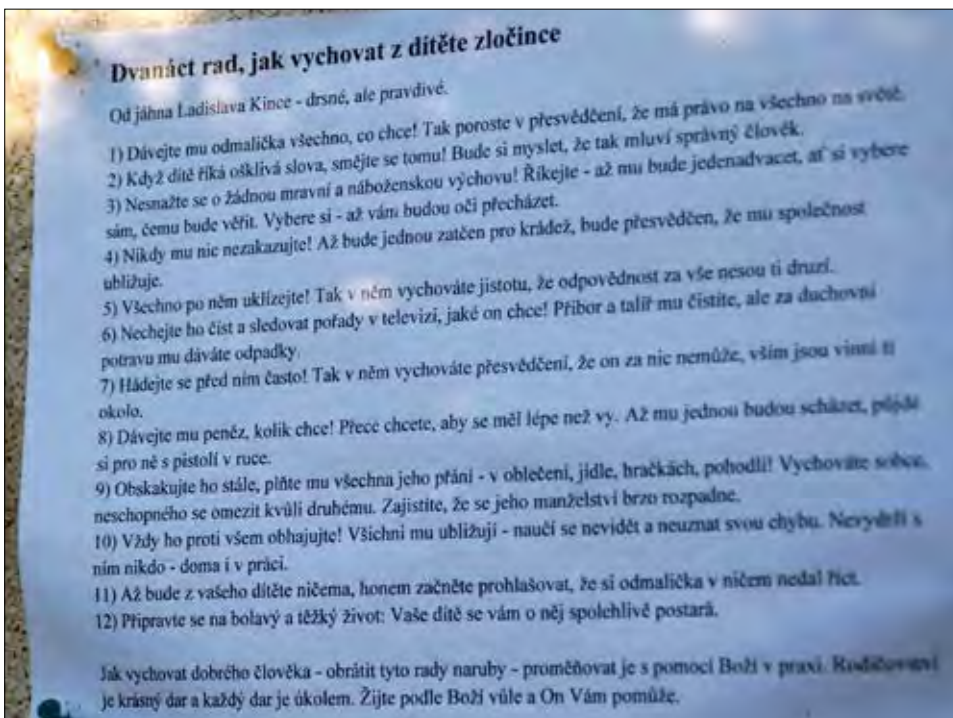 Dvanáct rad, jak vychovat z dítěte zločince
Od jáhna Ladislava Kince - drsné, ale pravdivé.
1) Dávejte mu odmalička všechno, co chce! Tak poroste v přesvědčení, že má právo na všechno na světě.
2) Když dítě říká ošklivá slova, smějte se tomu! Bude si myslet, že tak mluví správný člověk.
3) Nesnažte se o žádnou mravní a náboženskou výchovu! Říkejte - až mu bude jedenadvacet, ať si vybere
sám, čemu bude věřit. Vybere si - až vám budou oči přecházet.
4) Nikdy mu nic nezakazujte! Až bude jednou zatčen pro krádež, bude přesvědčen, že mu společnost
ubližuje.
5) Všechno po něm uklízejte! Tak v něm vychováte jistotu, že odpovědnost za vše nesou ti druzí.
6) Nechejte ho číst a sledovat pořady v televizi, jaké on chce! Příbor a talíř mu čistíte, ale za duchovní
potravu mu dáváte odpadky.
7) Hádejte se před ním často! Tak v něm vychováte přesvědčení, že on za nic nemůže, vším jsou vinni ti
okolo.
8) Dávejte mu peněz, kolik chce! Přece chcete, aby se měl lépe než vy. Až mu jednou budou scházet, půjde
si pro ně s pistolí v ruce.
9) Obskakujte ho stále, plňte mu všechna jeho přání - v oblečení, jídle, hračkách, pohodlí! Vychováte sobce,
neschopného se omezit kvůli druhému. Zajistíte, že se jeho manželství brzo rozpadne.
10) Vždy ho proti všem obhajujte! Všichni mu ubližují - naučí se nevidět a neuznat svou chybu. Nevydrží s
ním nikdo - doma i v práci.
11) Až bude z vašeho dítěte ničema, honem začněte prohlašovat, že si odmalička v ničem nedal říct.
12) Připravte se na bolavý a těžký život: Vaše dítě se vám o něj spolehlivě postará.
Jak vychovat dobrého člověka - obrátit tyto rady naruby - proměňovat je s pomocí Boží v praxi. Rodičovství
je krásný dar a každý dar je úkolem. Žijte podle Boží vůle a On Vám pomůže.